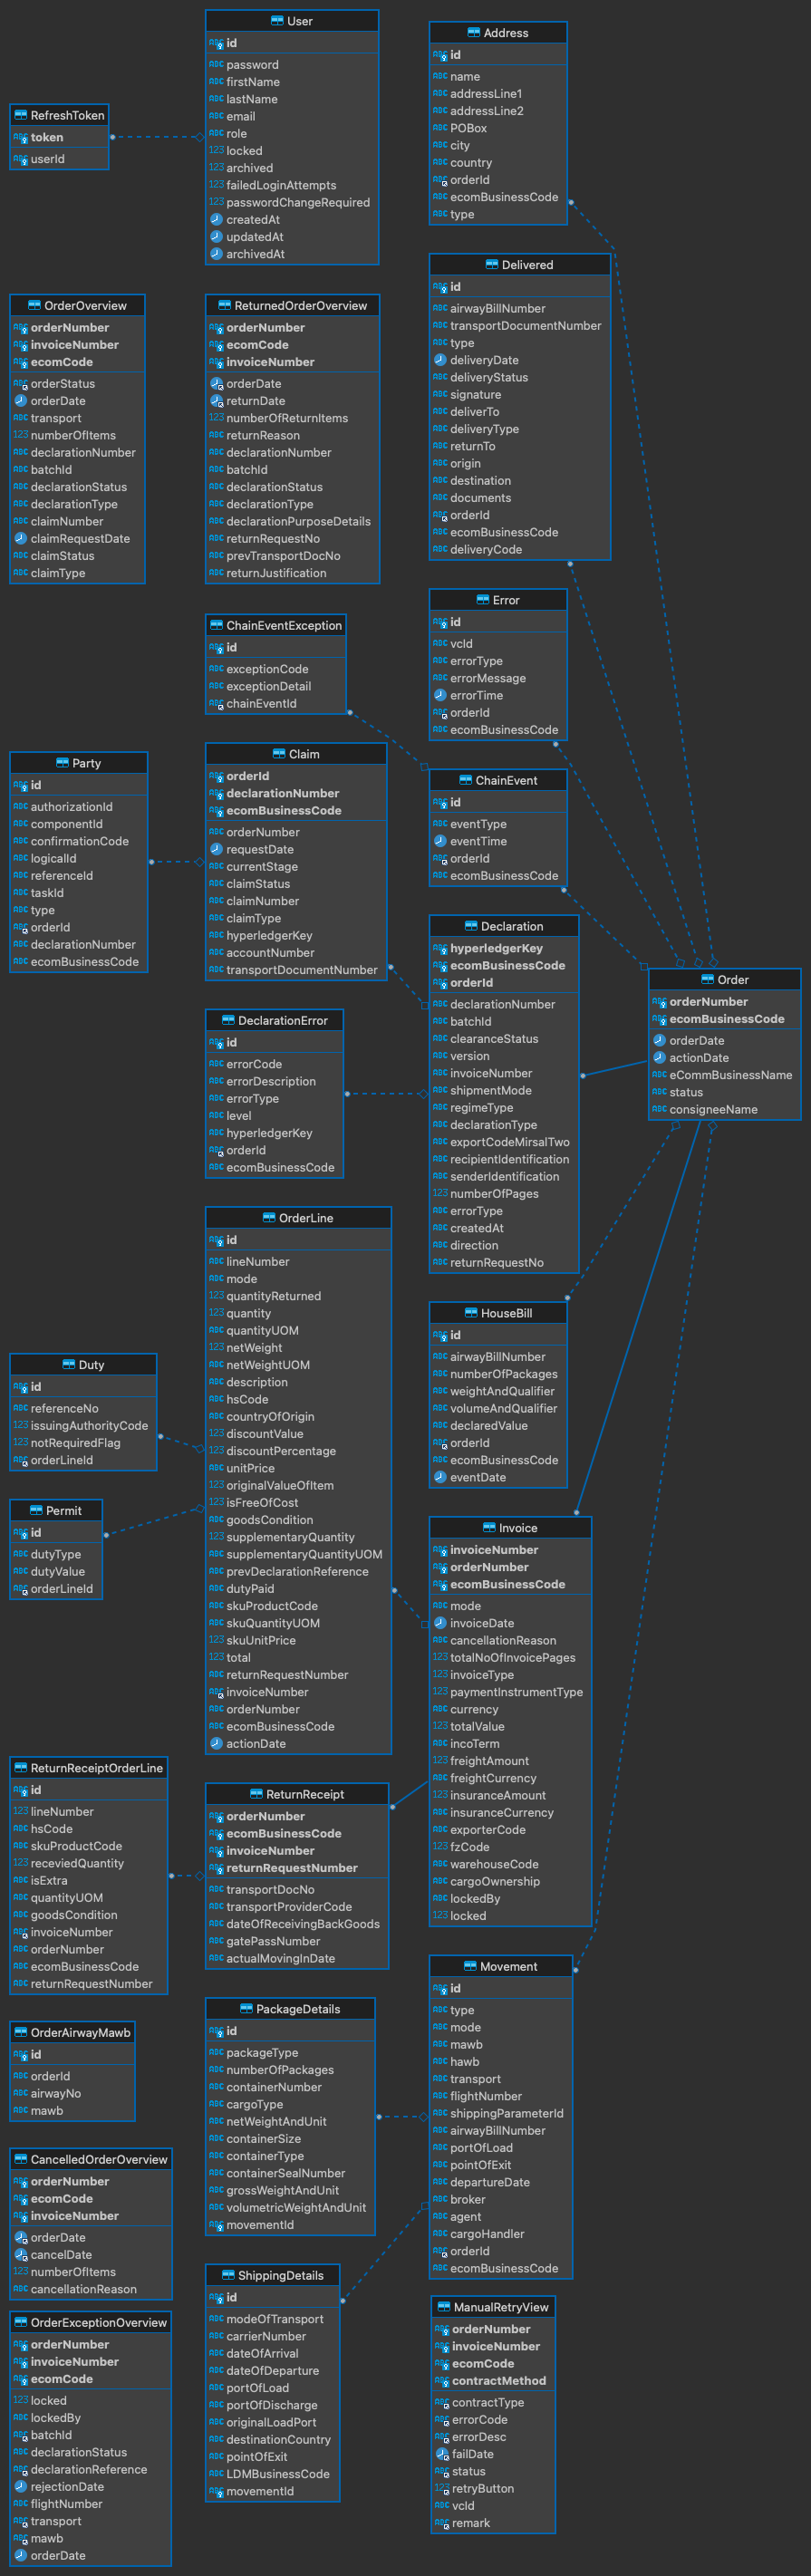 User
id
password
firstName
lastName
email
role
locked
archived
failedLoginAttempts
passwordChangeRequired
createdAt
updatedAt
archivedAt
Address
id
name
addressLine1
addressLine2
POBox
city
country
orderId
ecomBusinessCode
type
RefreshToken
token
userId
Delivered
id
airwayBillNumber
transportDocumentNumber
type
deliveryDate
deliveryStatus
signature
deliverTo
deliveryType
returnTo
origin
destination
documents
orderId
ecomBusinessCode
deliveryCode
OrderOverview
orderNumber
invoiceNumber
ecomCode
orderStatus
orderDate
transport
numberOfItems
declarationNumber
batchId
declarationStatus
declarationType
claimNumber
claimRequestDate
claimStatus
claimType
ReturnedOrderOverview
orderNumber
ecomCode
invoiceNumber
orderDate
returnDate
numberOfReturnItems
returnReason
declarationNumber
batchId
declarationStatus
declarationType
declarationPurposeDetails
returnRequestNo
prevTransportDocNo
returnJustification
Error
id
vcId
errorType
errorMessage
errorTime
orderId
ecomBusinessCode
ChainEventException
id
exceptionCode
exceptionDetail
chainEventId
Claim
orderId
declarationNumber
ecomBusinessCode
orderNumber
requestDate
currentStage
claimStatus
claimNumber
claimType
hyperledgerKey
accountNumber
transportDocumentNumber
Party
id
authorizationId
componentId
confirmationCode
logicalId
referenceId
taskId
type
orderId
declarationNumber
ecomBusinessCode
ChainEvent
id
eventType
eventTime
orderId
ecomBusinessCode
Declaration
hyperledgerKey
ecomBusinessCode
orderId
declarationNumber
batchId
clearanceStatus
version
invoiceNumber
shipmentMode
regimeType
declarationType
exportCodeMirsalTwo
recipientIdentification
senderIdentification
numberOfPages
errorType
createdAt
direction
returnRequestNo
Order
orderNumber
ecomBusinessCode
orderDate
actionDate
eCommBusinessName
status
consigneeName
DeclarationError
id
errorCode
errorDescription
errorType
level
hyperledgerKey
orderId
ecomBusinessCode
OrderLine
id
lineNumber
mode
quantityReturned
quantity
quantityUOM
netWeight
netWeightUOM
description
hsCode
countryOfOrigin
discountValue
discountPercentage
unitPrice
originalValueOfItem
isFreeOfCost
goodsCondition
supplementaryQuantity
supplementaryQuantityUOM
prevDeclarationReference
dutyPaid
skuProductCode
skuQuantityUOM
skuUnitPrice
total
returnRequestNumber
invoiceNumber
orderNumber
ecomBusinessCode
actionDate
HouseBill
id
airwayBillNumber
numberOfPackages
weightAndQualifier
volumeAndQualifier
declaredValue
orderId
ecomBusinessCode
eventDate
Duty
id
referenceNo
issuingAuthorityCode
notRequiredFlag
orderLineId
Permit
id
dutyType
dutyValue
orderLineId
Invoice
invoiceNumber
orderNumber
ecomBusinessCode
mode
invoiceDate
cancellationReason
totalNoOfInvoicePages
invoiceType
paymentInstrumentType
currency
totalValue
incoTerm
freightAmount
freightCurrency
insuranceAmount
insuranceCurrency
exporterCode
fzCode
warehouseCode
cargoOwnership
lockedBy
locked
ReturnReceiptOrderLine
id
lineNumber
hsCode
skuProductCode
receviedQuantity
isExtra
quantityUOM
goodsCondition
invoiceNumber
orderNumber
ecomBusinessCode
returnRequestNumber
ReturnReceipt
orderNumber
ecomBusinessCode
invoiceNumber
returnRequestNumber
transportDocNo
transportProviderCode
dateOfReceivingBackGoods
gatePassNumber
actualMovingInDate
Movement
id
type
mode
mawb
hawb
transport
flightNumber
shippingParameterId
airwayBillNumber
portOfLoad
pointOfExit
departureDate
broker
agent
cargoHandler
orderId
ecomBusinessCode
PackageDetails
id
packageType
numberOfPackages
containerNumber
cargoType
netWeightAndUnit
containerSize
containerType
containerSealNumber
grossWeightAndUnit
volumetricWeightAndUnit
movementId
OrderAirwayMawb
id
orderId
airwayNo
mawb
CancelledOrderOverview
orderNumber
ecomCode
invoiceNumber
orderDate
cancelDate
numberOfItems
cancellationReason
ShippingDetails
id
modeOfTransport
carrierNumber
dateOfArrival
dateOfDeparture
portOfLoad
portOfDischarge
originalLoadPort
destinationCountry
pointOfExit
LDMBusinessCode
movementId
ManualRetryView
orderNumber
invoiceNumber
ecomCode
contractMethod
contractType
errorCode
errorDesc
failDate
status
retryButton
vcId
remark
OrderExceptionOverview
orderNumber
invoiceNumber
ecomCode
locked
lockedBy
batchId
declarationStatus
declarationReference
rejectionDate
flightNumber
transport
mawb
orderDate